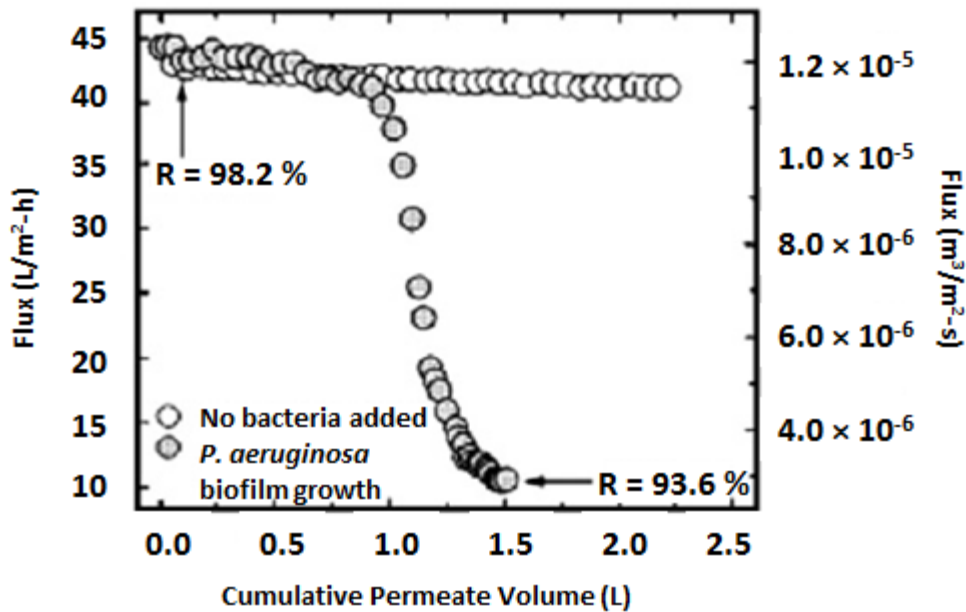 45
40
35
30
25
20
15
10
Flux (L/m²-h)
R = 98.2 %
No bacteria added
P. aeruginosa
biofilm growth
R = 93.6 %
1.2 × 10⁻⁵
1.0 × 10⁻⁵
8.0 × 10⁻⁶
6.0 × 10⁻⁶
4.0 × 10⁻⁶
Flux (m³/m²-s)
0.0 0.5 1.0 1.5 2.0 2.5
Cumulative Permeate Volume (L)